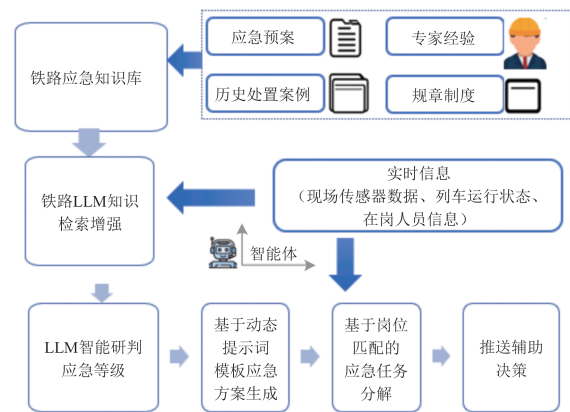 应急预案
专家经验
铁路应急知识库
历史处置案例
规章制度
实时信息
（现场传感器数据、列车运行状态、
在岗人员信息）
铁路LLM知识
检索增强
智能体
LLM智能研判
应急等级
基于动态
提示词
模板应急
方案生成
基于岗位
匹配的
应急任务
分解
推送辅助
决策